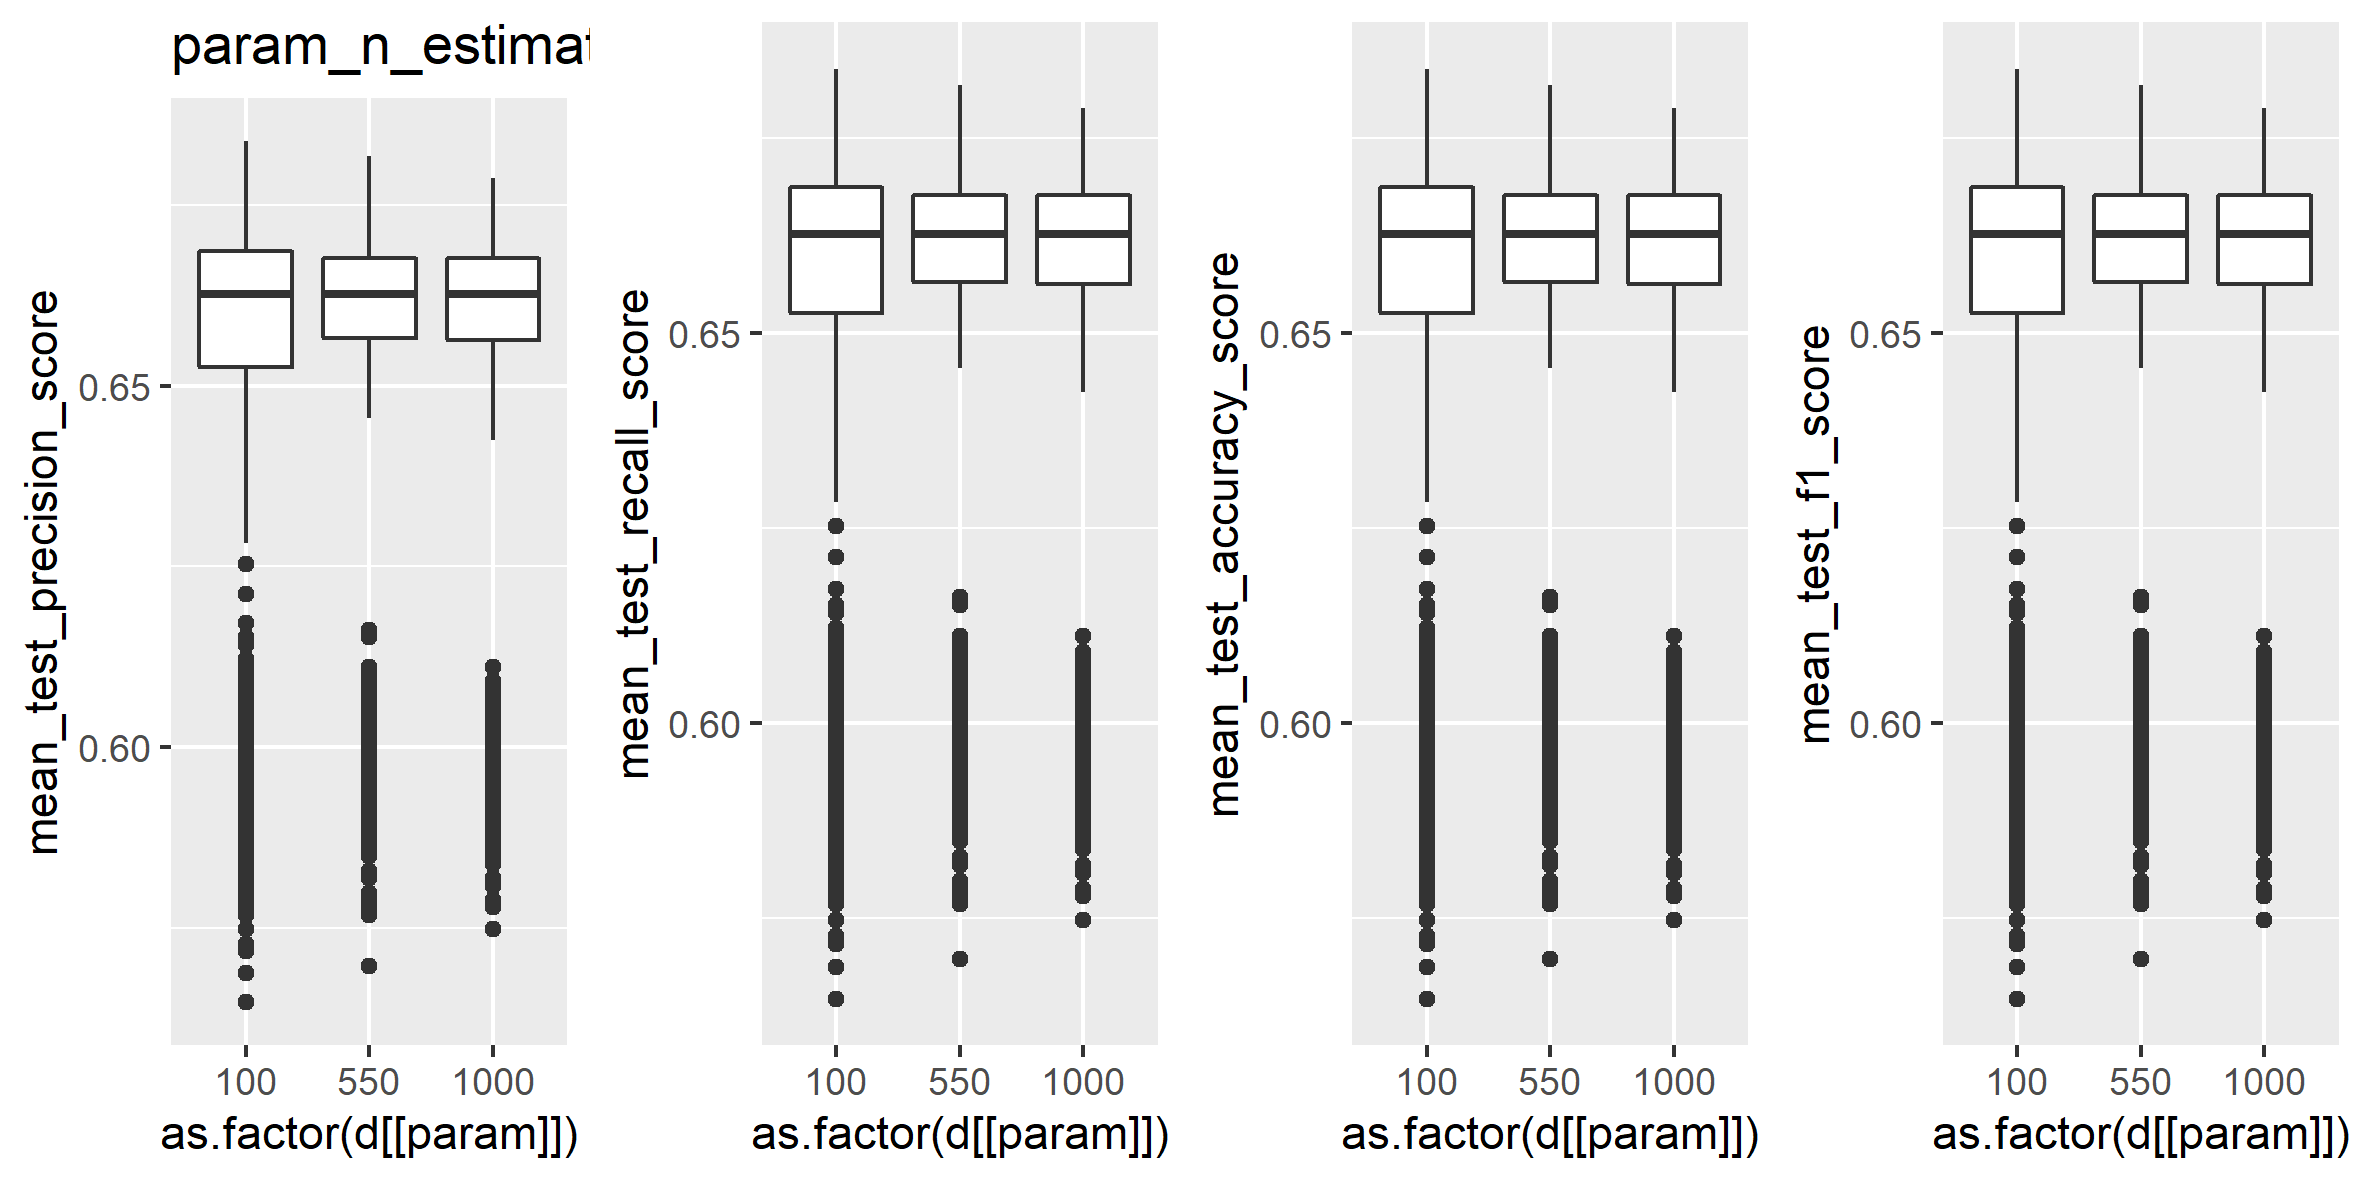 param_n_estimat
mean_test_precision_score
0.65
0.60
100 550 1000
as.factor(d[[param]])
mean_test_recall_score
0.65
0.60
100 550 1000
as.factor(d[[param]])
mean_test_accuracy_score
0.65
0.60
100 550 1000
as.factor(d[[param]])
mean_test_f1_score
0.65
0.60
100 550 1000
as.factor(d[[param]])